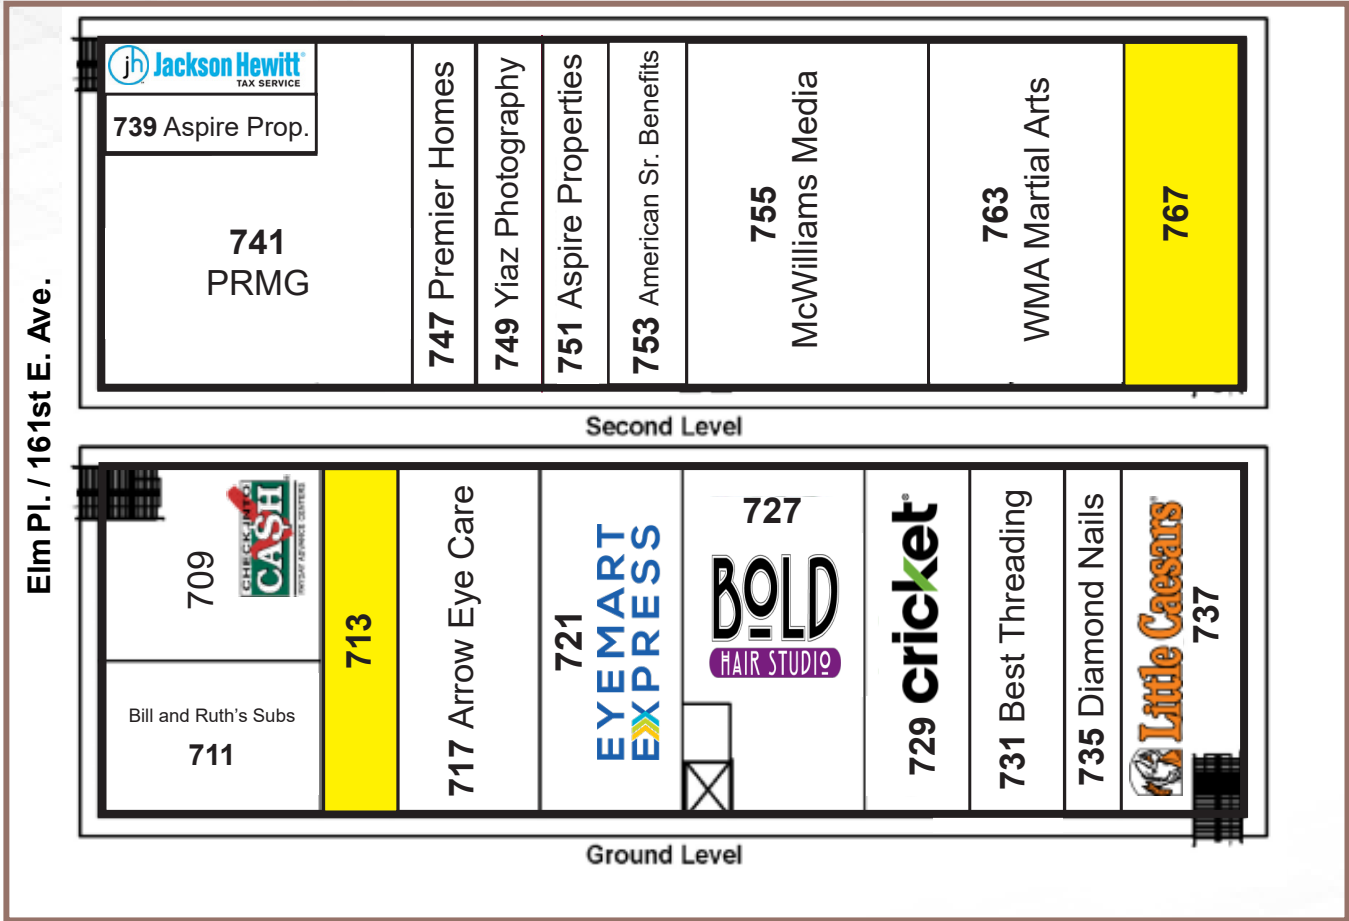 Elm Pl. / 161st E. Ave.
jh Jackson Hewitt
TAX SERVICE
739 Aspire Prop.
741
PRMG
747 Premier Homes
749 Yiaz Photography
751 Aspire Properties
753 American Sr. Benefits
755
McWilliams Media
763
WMA Martial Arts
767
Second Level
709
CHECK INTO
CASH
PAYDAY ADVANCE CENTERS
Bill and Ruth's Subs
711
713
717 Arrow Eye Care
721
EYEMART
EXPRESS
727
BOLD
HAIR STUDIO
729 cricket
731 Best Threading
735 Diamond Nails
Little Caesars
737
Ground Level